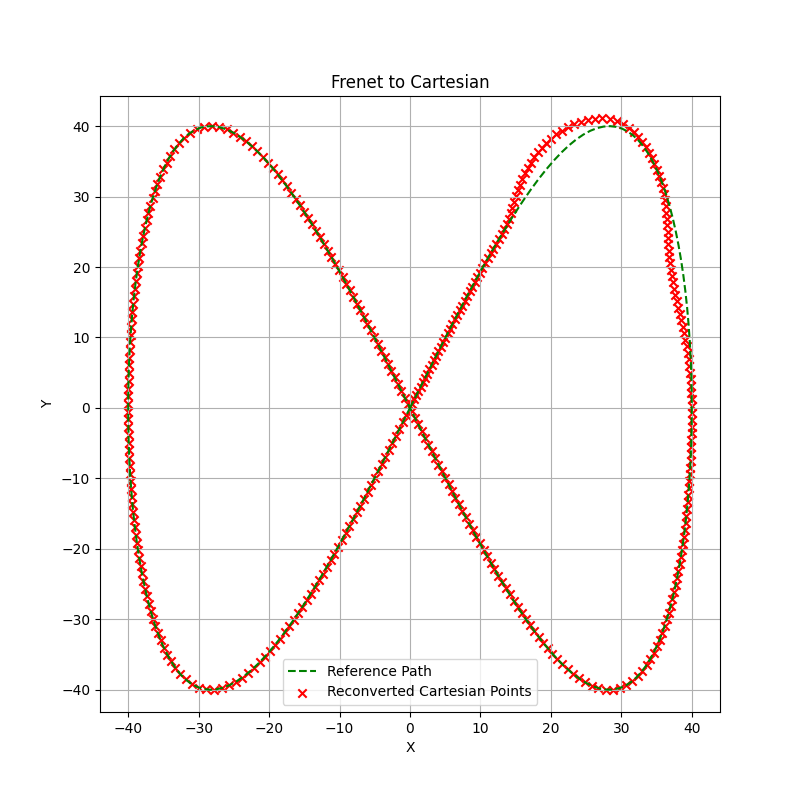 Frenet to Cartesian
40
30
20
10
0
−10
−20
−30
−40
Y
−40 −30 −20 −10 0 10 20 30 40
X
Reference Path
Reconverted Cartesian Points